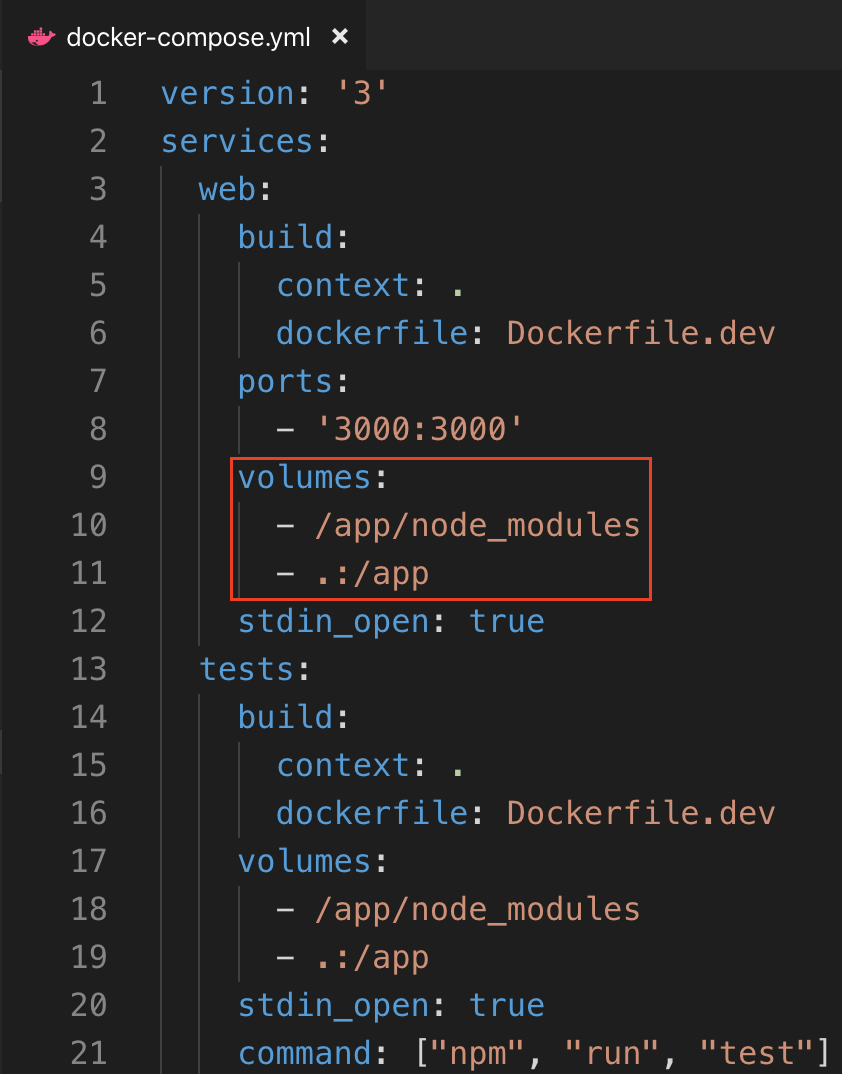 docker-compose.yml ×
1 version: '3'
2 services:
3   web:
4     build:
5       context: .
6       dockerfile: Dockerfile.dev
7     ports:
8       - '3000:3000'
9     volumes:
10       - /app/node_modules
11       - .:/app
12     stdin_open: true
13   tests:
14     build:
15       context: .
16       dockerfile: Dockerfile.dev
17     volumes:
18       - /app/node_modules
19       - .:/app
20     stdin_open: true
21     command: ["npm", "run", "test"]